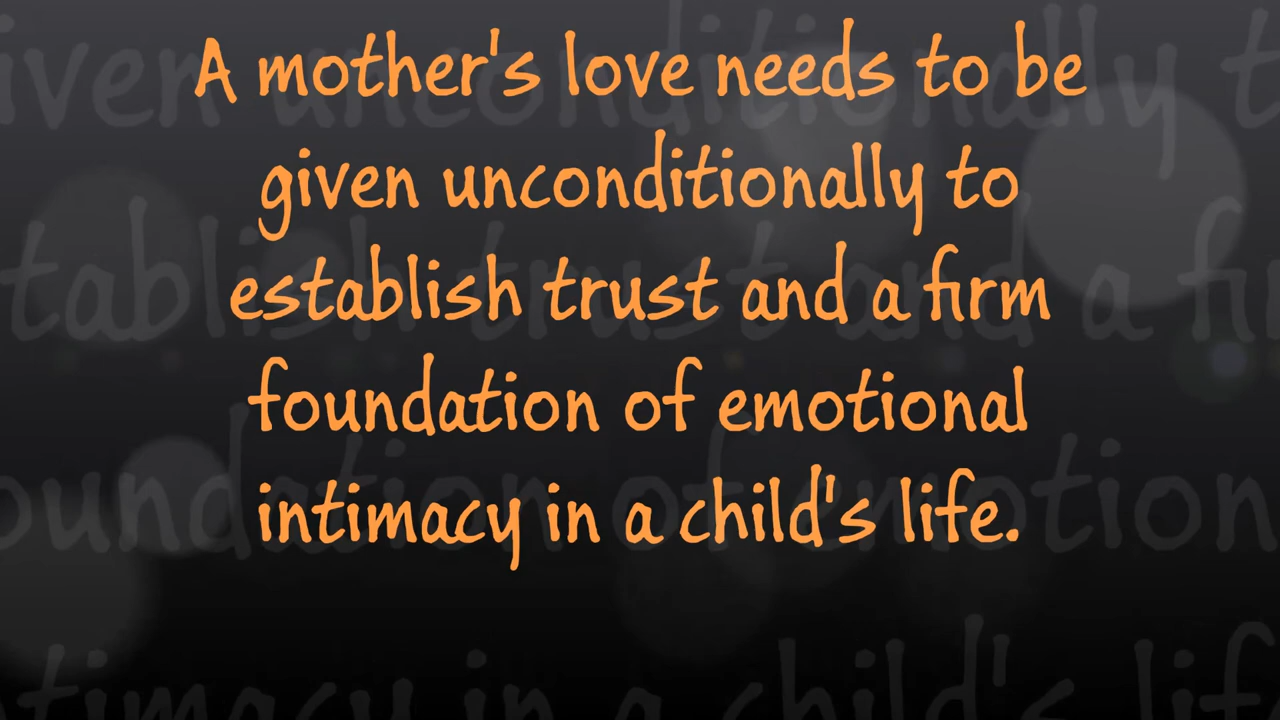 A mother's love needs to be
given unconditionally to
establish trust and a firm
foundation of emotional
intimacy in a child's life.